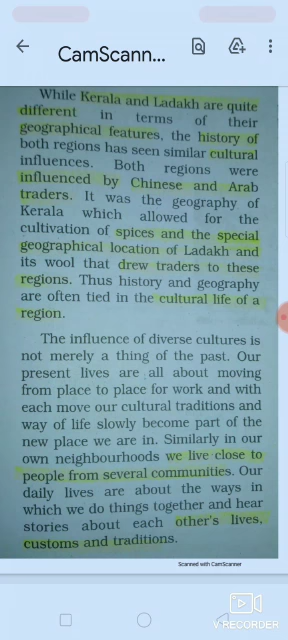 CamScann...
While Kerala and Ladakh are quite
different in terms of their
geographical features, the history of
both regions has seen similar cultural
influences. Both regions were
influenced by Chinese and Arab
traders. It was the geography of
Kerala which allowed for the
cultivation of spices and the special
geographical location of Ladakh and
its wool that drew traders to these
regions. Thus history and geography
are often tied in the cultural life of a
region.
The influence of diverse cultures is
not merely a thing of the past. Our
present lives are all about moving
from place to place for work and with
each move our cultural traditions and
way of life slowly become part of the
new place we are in. Similarly in our
own neighbourhoods we live close to
people from several communities. Our
daily lives are about the ways in
which we do things together and hear
stories about each other's lives,
customs and traditions.
Scanned with CamScanner
V RECORDER